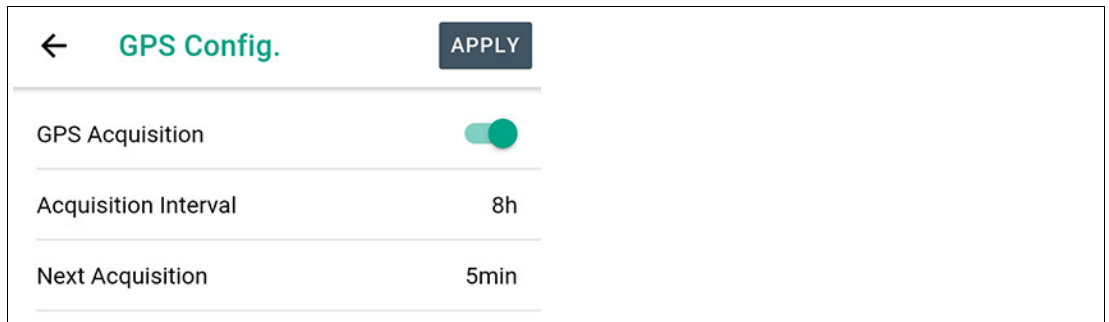 GPS Config. APPLY
GPS Acquisition
Acquisition Interval 8h
Next Acquisition 5min